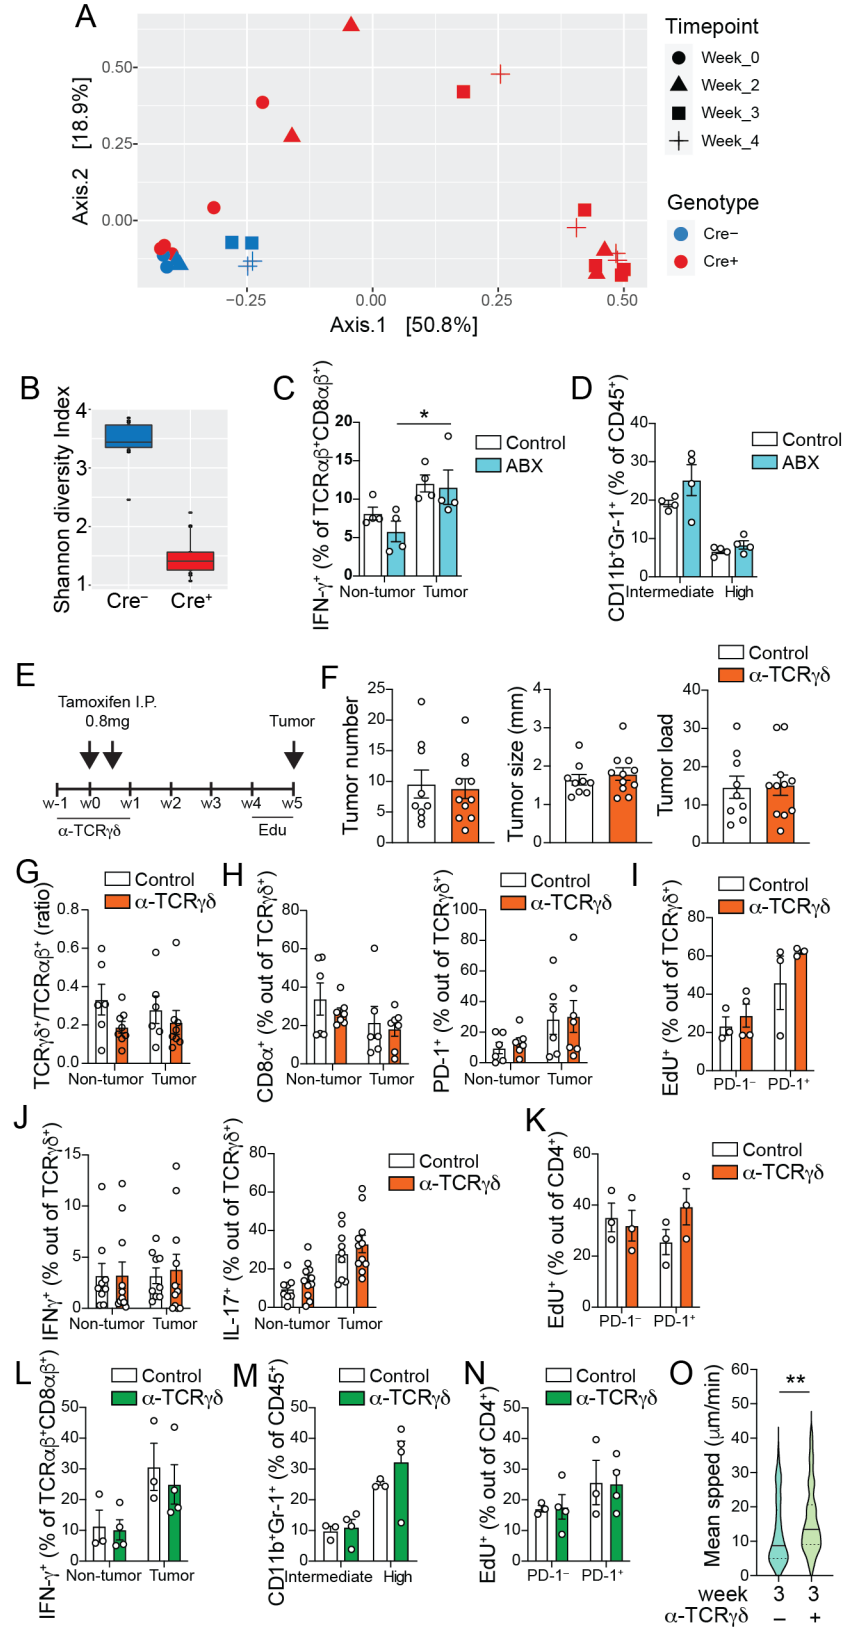 A
Axis.2 [18.9%]
0.50
0.25
0.00
−0.25
0.00
0.25
0.50
Axis.1 [50.8%]
Timepoint
Week_0
Week_2
Week_3
Week_4
Genotype
Cre−
Cre+
B
Shannon diversity Index
4
3
2
1
Cre⁻
Cre⁺
C
IFN-γ⁺ (% of TCRαβ⁺CD8αβ⁺)
20
15
10
5
0
*
Non-tumor
Tumor
Control
ABX
D
CD11b⁺Gr-1⁺ (% of CD45⁺)
40
30
20
10
0
Intermediate
High
Control
ABX
E
Tamoxifen I.P.
0.8mg
Tumor
w-1 w0 w1 w2 w3 w4 w5
α-TCRγδ
Edu
F
Control
α-TCRγδ
Tumor number
25
20
15
10
5
0
Tumor size (mm)
4
3
2
1
0
Tumor load
40
30
20
10
0
G
Control
α-TCRγδ
TCRγδ⁺/TCRαβ⁺ (ratio)
0.8
0.6
0.4
0.2
0.0
Non-tumor
Tumor
H
CD8α⁺ (% out of TCRγδ⁺)
80
60
40
20
0
Non-tumor
Tumor
PD-1⁺ (% out of TCRγδ⁺)
100
80
60
40
20
0
Non-tumor
Tumor
Control
α-TCRγδ
I
Control
α-TCRγδ
EdU⁺ (% out of TCRγδ⁺)
80
60
40
20
0
PD-1⁻
PD-1⁺
J
IFNγ⁺ (% out of TCRγδ⁺)
15
10
5
0
Non-tumor
Tumor
IL-17⁺ (% out of TCRγδ⁺)
80
60
40
20
0
Non-tumor
Tumor
Control
α-TCRγδ
K
EdU⁺ (% out of CD4⁺)
60
40
20
0
PD-1⁻
PD-1⁺
Control
α-TCRγδ
L
Control
α-TCRγδ
IFN-γ⁺ (% of TCRαβ⁺CD8αβ⁺)
50
40
30
20
10
0
Non-tumor
Tumor
M
Control
α-TCRγδ
CD11b⁺Gr-1⁺ (% of CD45⁺)
50
40
30
20
10
0
Intermediate
High
N
Control
α-TCRγδ
EdU⁺ (% out of CD4⁺)
50
40
30
20
10
0
PD-1⁻
PD-1⁺
O
Mean spped (μm/min)
60
40
30
20
10
0
**
week 3 3
α-TCRγδ − +